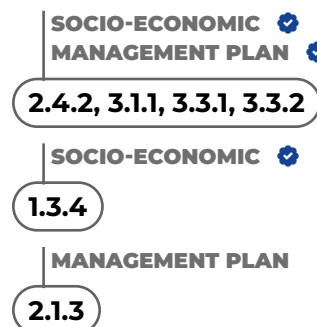 SOCIO-ECONOMIC
MANAGEMENT PLAN
2.4.2, 3.1.1, 3.3.1, 3.3.2
SOCIO-ECONOMIC
1.3.4
MANAGEMENT PLAN
2.1.3